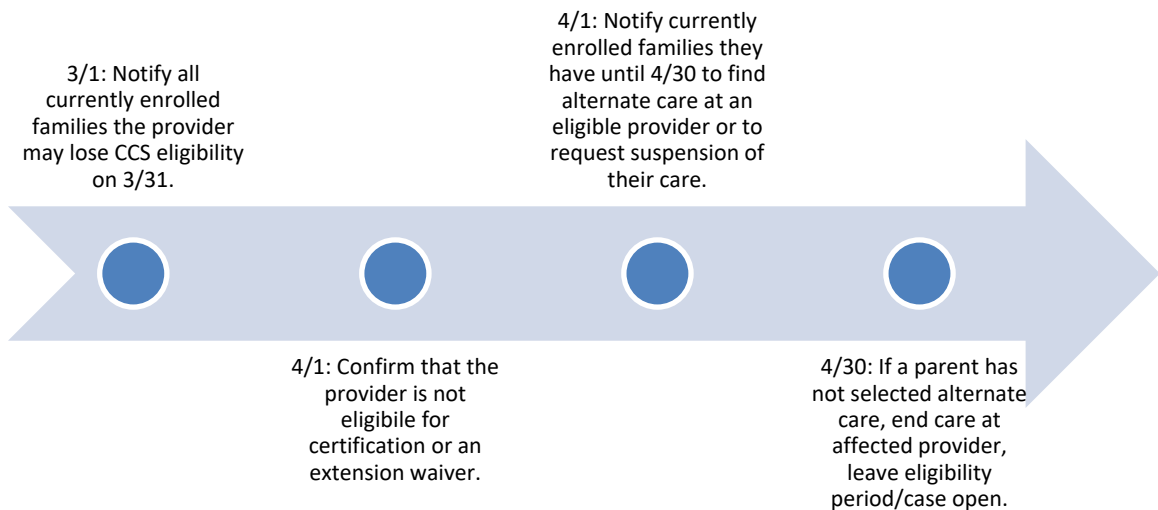 3/1: Notify all
currently enrolled
families the provider
may lose CCS eligibility
on 3/31.
4/1: Confirm that the
provider is not
eligibile for
certification or an
extension waiver.
4/1: Notify currently
enrolled families they
have until 4/30 to find
alternate care at an
eligible provider or to
request suspension of
their care.
4/30: If a parent has
not selected alternate
care, end care at
affected provider,
leave eligibility
period/case open.